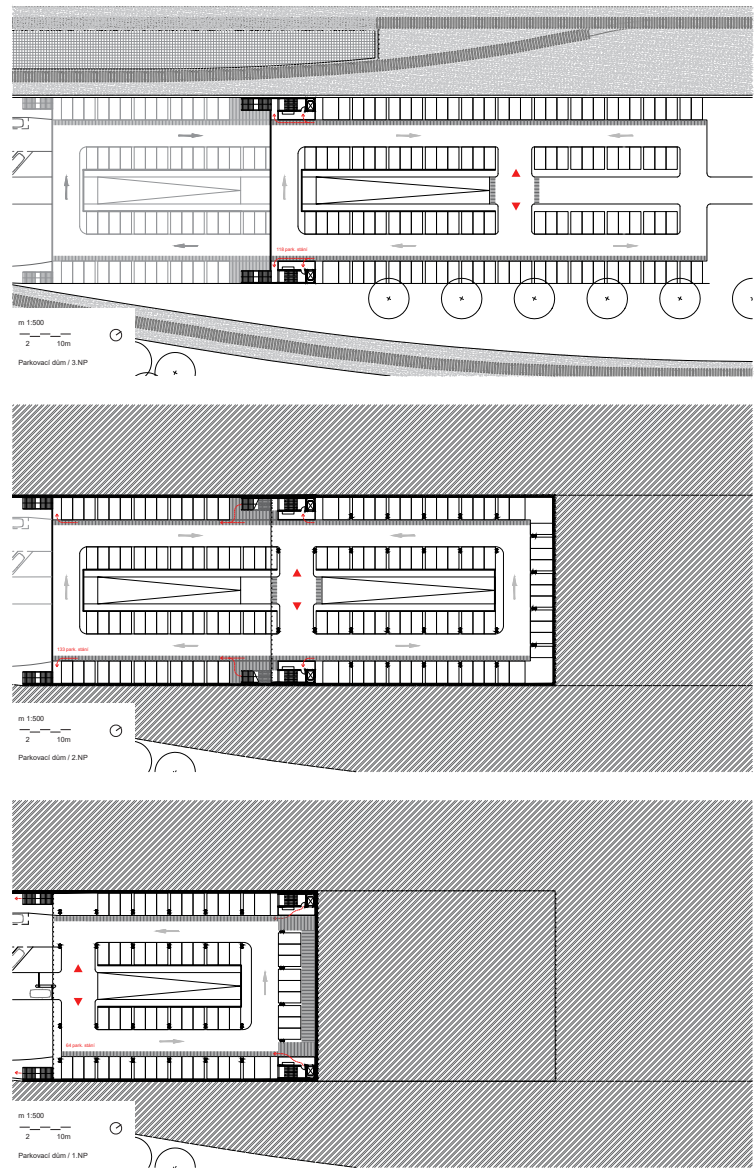 118 park. stání
m 1:500
2 10m
Parkovací dům / 3.NP
133 park. stání
m 1:500
2 10m
Parkovací dům / 2.NP
64 park. stání
m 1:500
2 10m
Parkovací dům / 1.NP